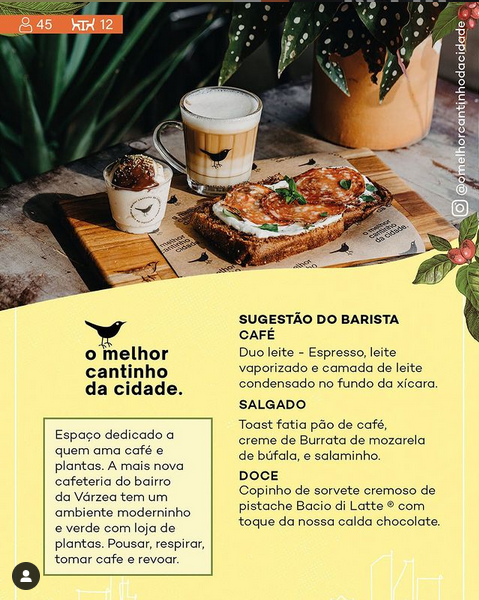 45 12
@omelhorcantinhodacidade
o melhor
cantinho
da cidade.
Espaço dedicado a
quem ama café e
plantas. A mais nova
cafeteria do bairro
da Várzea tem um
ambiente moderninho
e verde com loja de
plantas. Pousar, respirar,
tomar cafe e revoar.
SUGESTÃO DO BARISTA
CAFÉ
Duo leite - Espresso, leite
vaporizado e camada de leite
condensado no fundo da xícara.
SALGADO
Toast fatia pão de café,
creme de Burrata de mozarela
de búfala, e salaminho.
DOCE
Copinho de sorvete cremoso de
pistache Bacio di Latte ® com
toque da nossa calda chocolate.